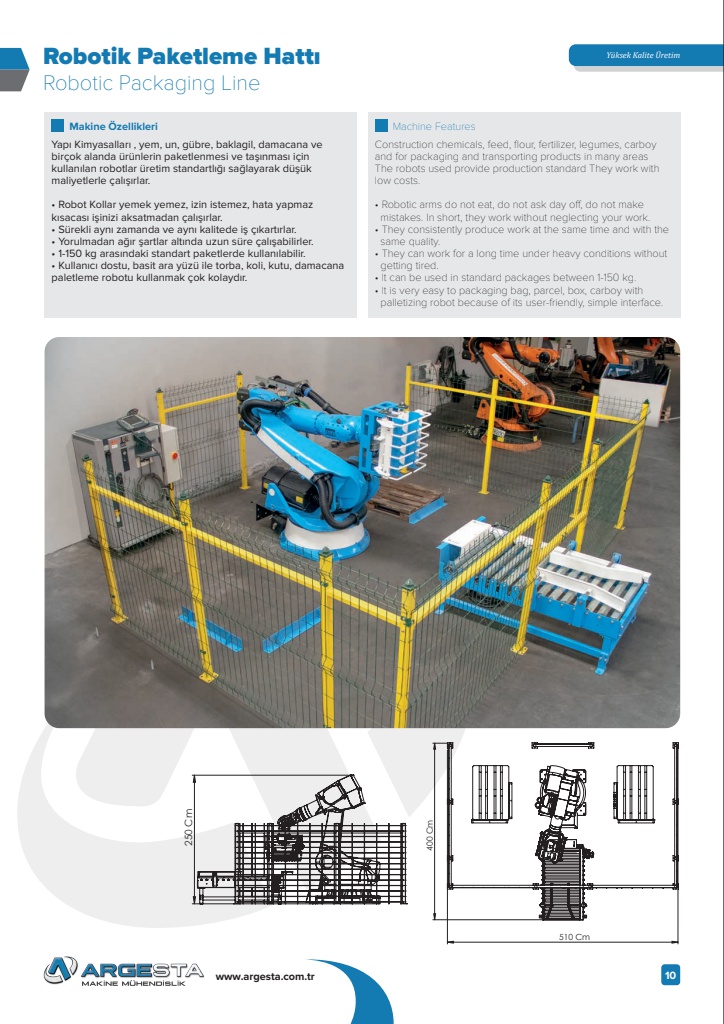 Robotik Paketleme Hattı
Robotic Packaging Line
Yüksek Kalite Üretim
Makine Özellikleri
Yapı Kimyasalları , yem, un, gübre, baklagil, damacana ve
birçok alanda ürünlerin paketlenmesi ve taşınması için
kullanılan robotlar üretim standartlığı sağlayarak düşük
maliyetlerle çalışırlar.
• Robot Kollar yemek yemez, izin istemez, hata yapmaz
kısacası işinizi aksatmadan çalışırlar.
• Sürekli aynı zamanda ve aynı kalitede iş çıkartırlar.
• Yorulmadan ağır şartlar altında uzun süre çalışabilirler.
• 1-150 kg arasındaki standart paketlerde kullanılabilir.
• Kullanıcı dostu, basit ara yüzü ile torba, koli, kutu, damacana
paletleme robotu kullanmak çok kolaydır.
Machine Features
Construction chemicals, feed, flour, fertilizer, legumes, carboy
and for packaging and transporting products in many areas
The robots used provide production standard They work with
low costs.
• Robotic arms do not eat, do not ask day off, do not make
mistakes. In short, they work without neglecting your work.
• They consistently produce work at the same time and with the
same quality.
• They can work for a long time under heavy conditions without
getting tired.
• It can be used in standard packages between 1-150 kg.
• It is very easy to packaging bag, parcel, box, carboy with
palletizing robot because of its user-friendly, simple interface.
250 Cm
400 Cm
510 Cm
ARGESTA
MAKİNE MÜHENDİSLİK
www.argesta.com.tr
10